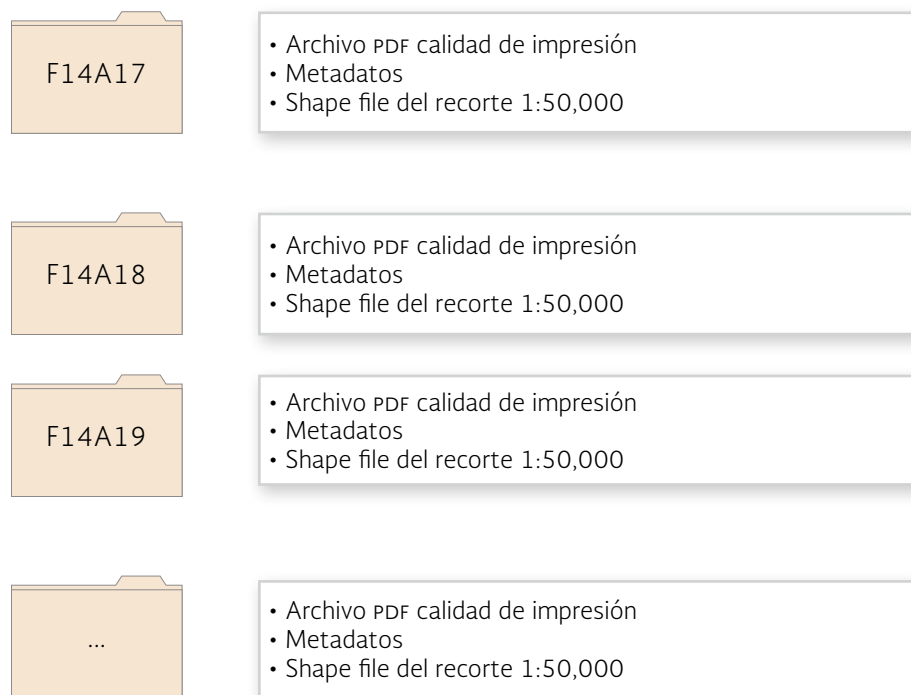 F14A17
• Archivo PDF calidad de impresión
• Metadatos
• Shape file del recorte 1:50,000
F14A18
• Archivo PDF calidad de impresión
• Metadatos
• Shape file del recorte 1:50,000
F14A19
• Archivo PDF calidad de impresión
• Metadatos
• Shape file del recorte 1:50,000
...
• Archivo PDF calidad de impresión
• Metadatos
• Shape file del recorte 1:50,000